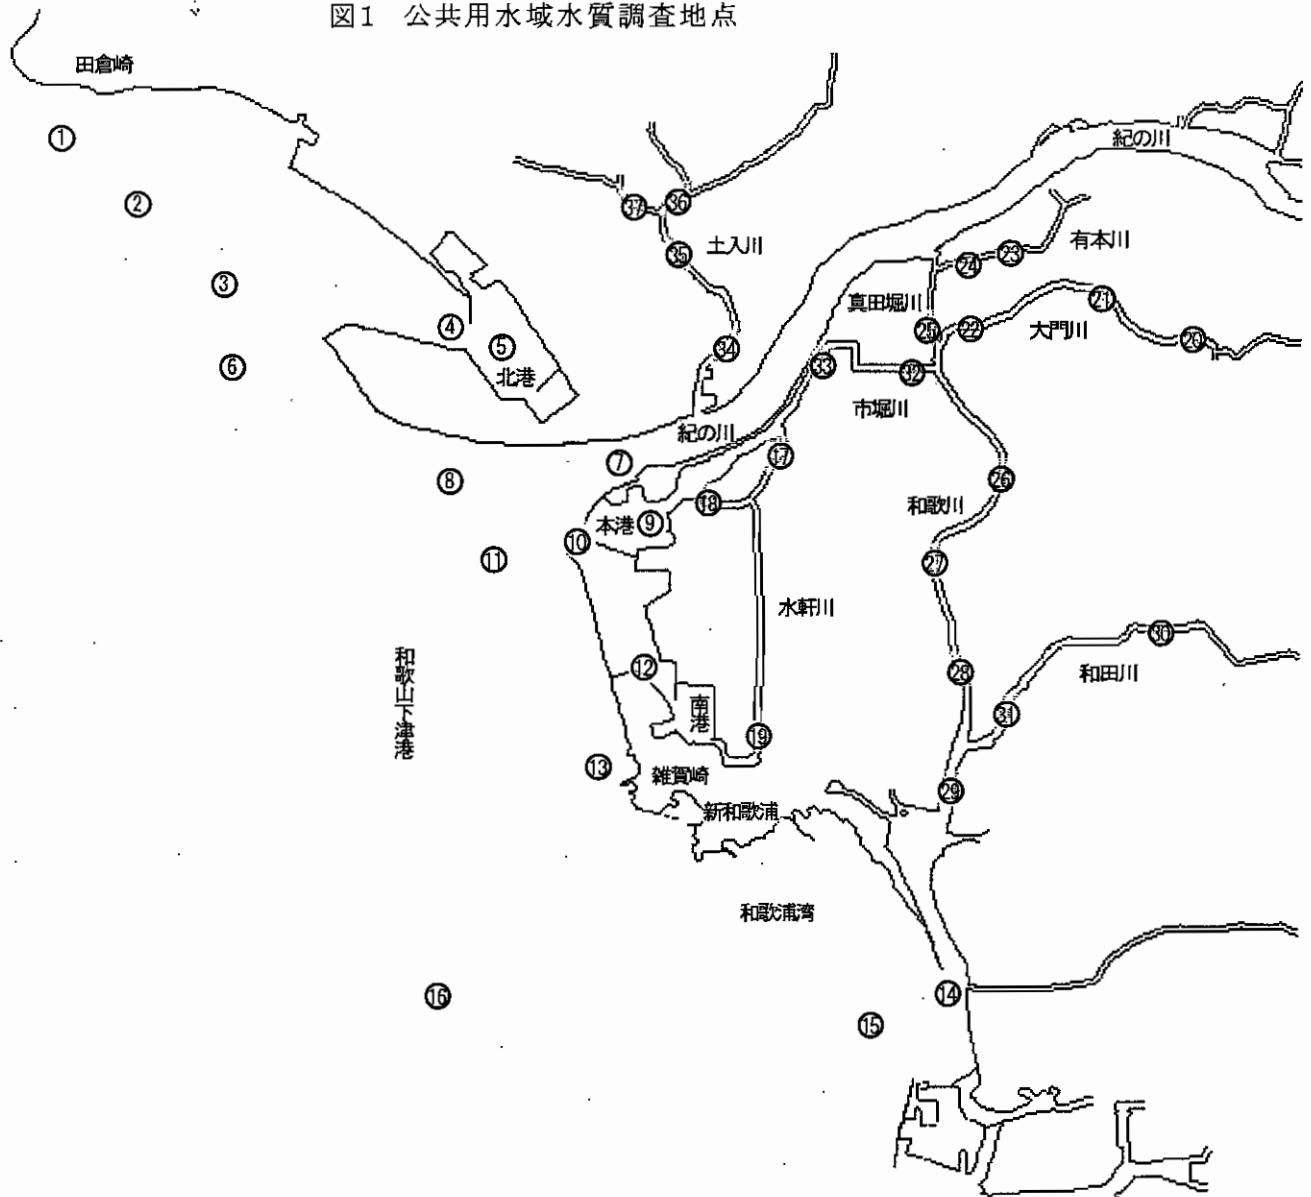 図1 公共用水域水質調査地点
田倉崎
①
紀の川
②
㊲
㊱
土入川
㉟
有本川
㉔
㉓
③
真田堀川
㉑
④
⑤
㉕
㉒
大門川
⑳
㉞
⑥
北港
㉝
㉜
市堀川
紀の川
⑦
⑰
⑧
㉖
⑱
和歌川
本港
⑨
⑩
⑪
㉗
水軒川
㉚
和歌山下津港
⑫
㉘
和田川
南港
㉛
⑲
⑬
雑賀崎
㉙
新和歌浦
和歌浦湾
⑯
⑭
⑮